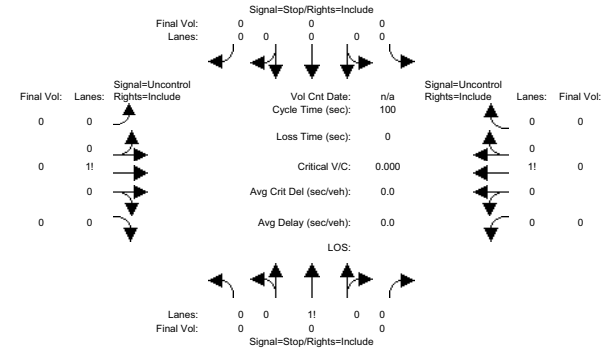 Signal=Stop/Rights=Include
Final Vol: 0 0 0
Lanes: 0 0 0 0 0
Signal=Uncontrol
Final Vol: Lanes: Rights=Include
Vol Cnt Date: n/a
Signal=Uncontrol
Rights=Include Lanes: Final Vol:
Cycle Time (sec): 100
0 0
0 0
Loss Time (sec): 0
0
0
0 1!
Critical V/C: 0.000
1! 0
0
Avg Crit Del (sec/veh): 0.0
0
0 0
Avg Delay (sec/veh): 0.0
0 0
LOS:
Lanes: 0 0 1! 0 0
Final Vol: 0 0 0
Signal=Stop/Rights=Include